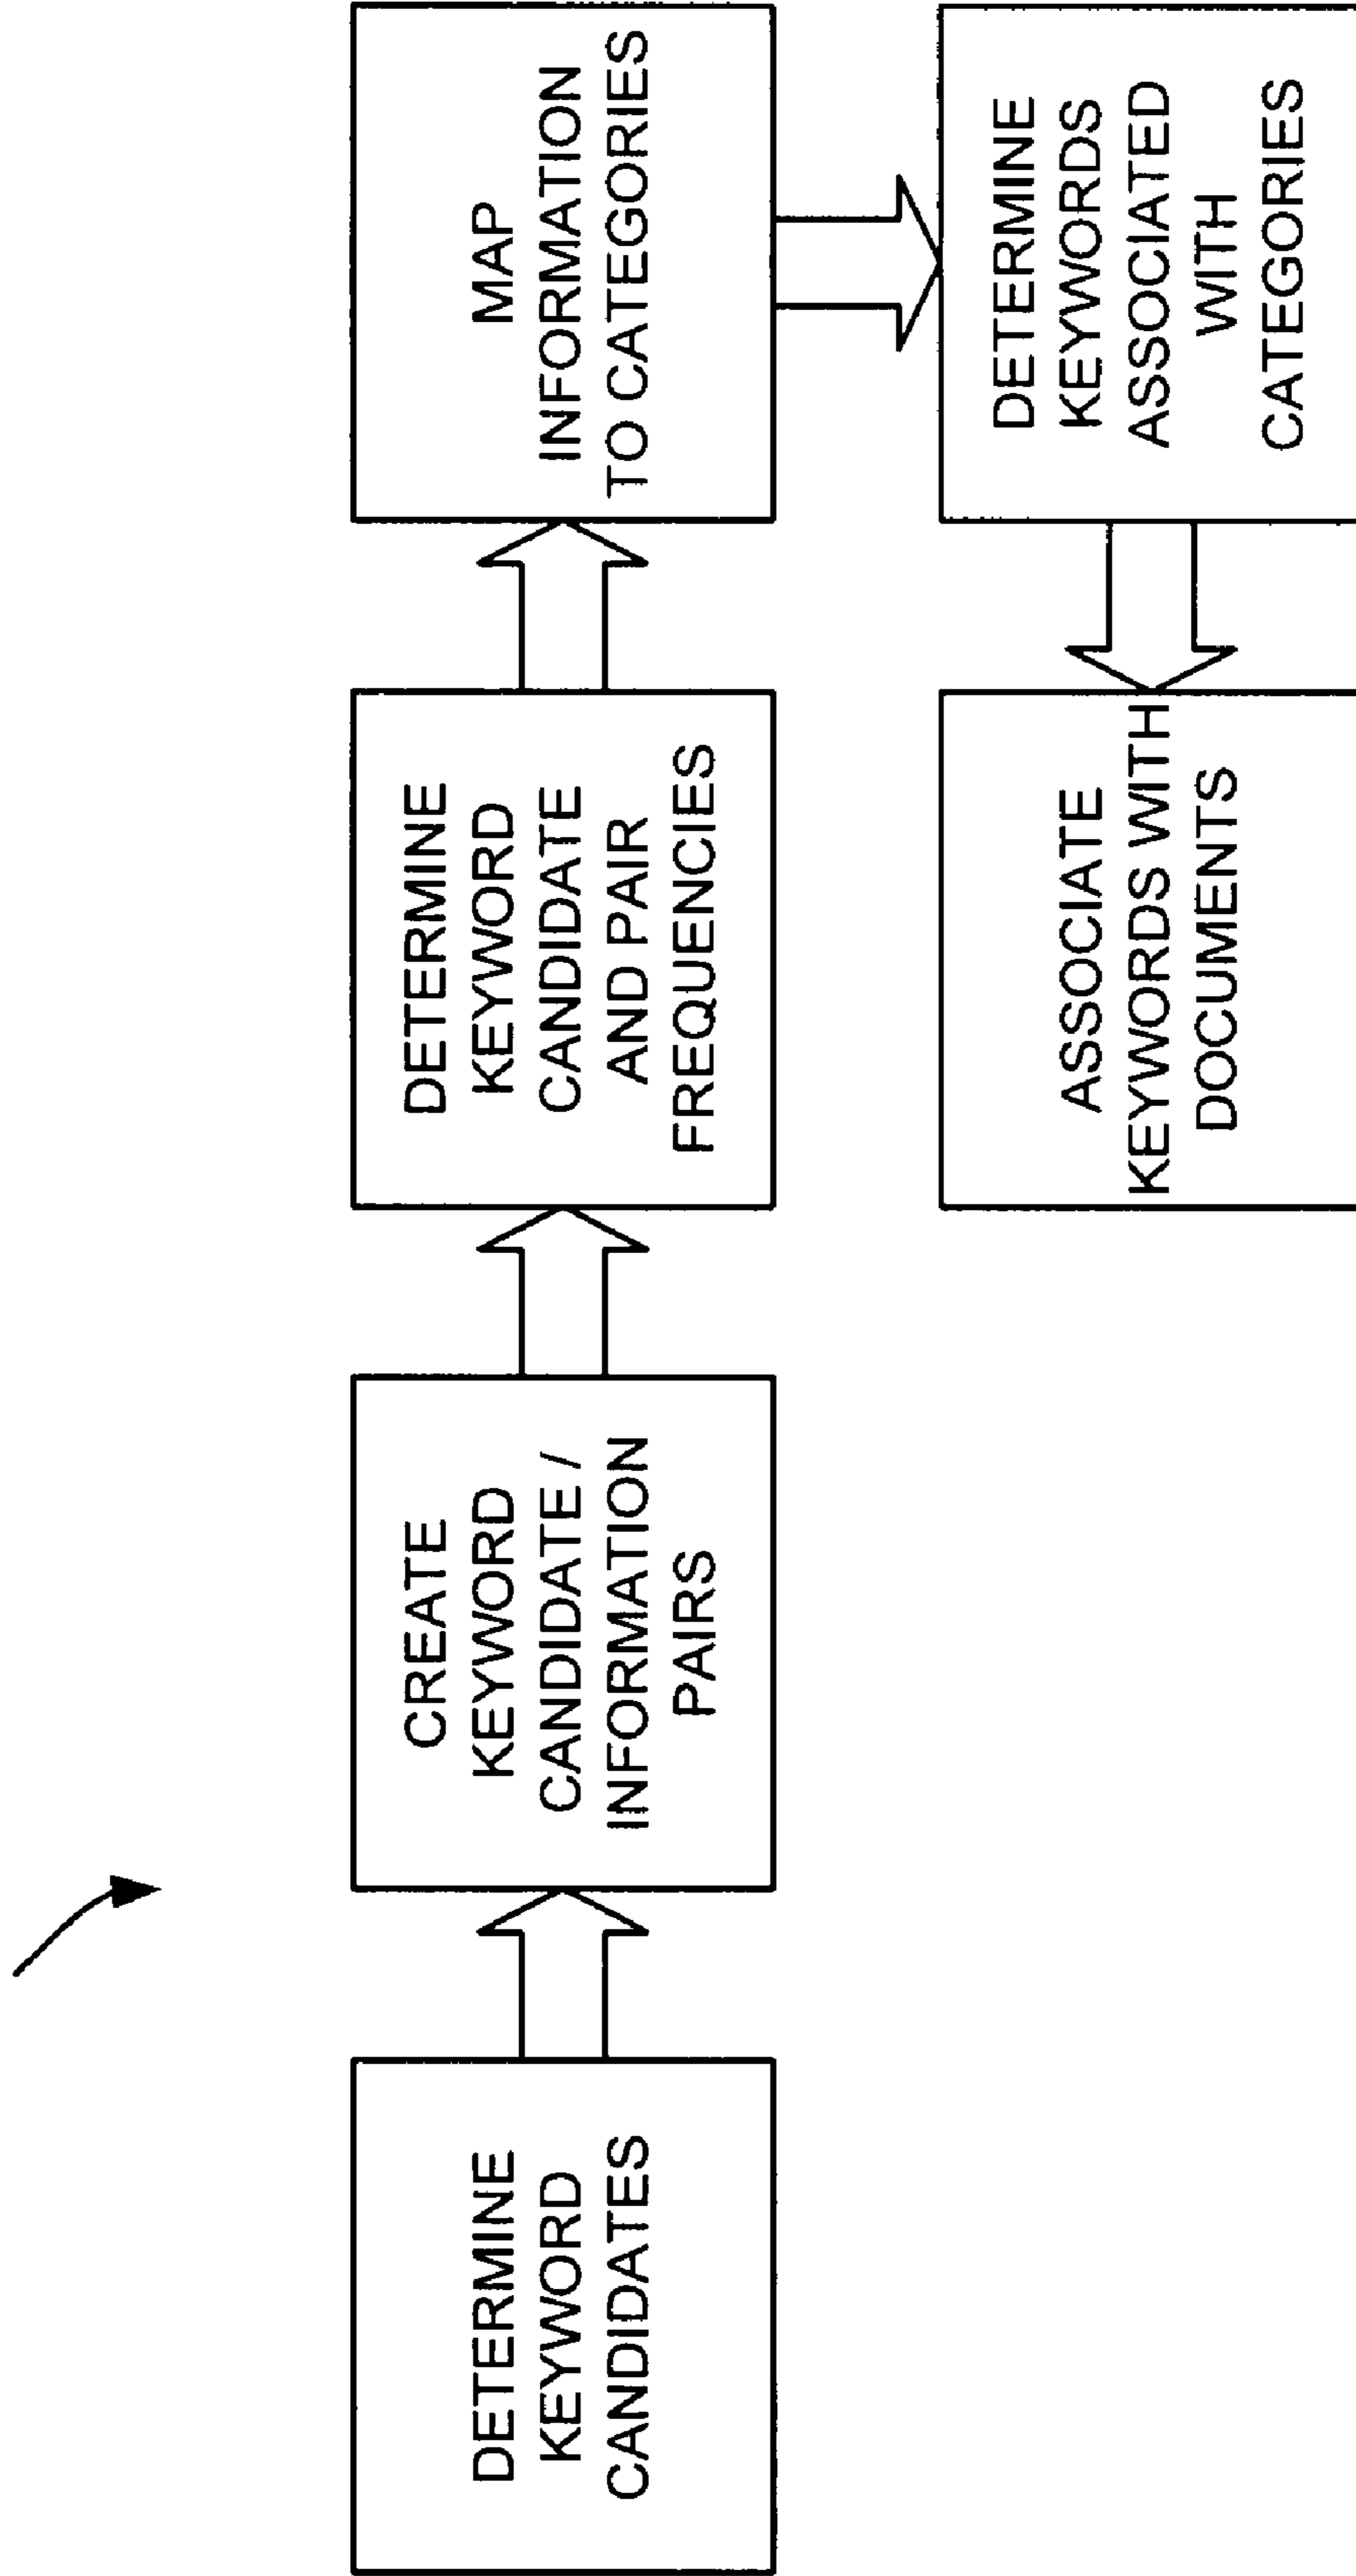 DETERMINE
KEYWORD
CANDIDATES
CREATE
KEYWORD
CANDIDATE /
INFORMATION
PAIRS
DETERMINE
KEYWORD
CANDIDATE
AND PAIR
FREQUENCIES
MAP
INFORMATION
TO CATEGORIES
DETERMINE
KEYWORDS
ASSOCIATED
WITH
CATEGORIES
ASSOCIATE
KEYWORDS WITH
DOCUMENTS